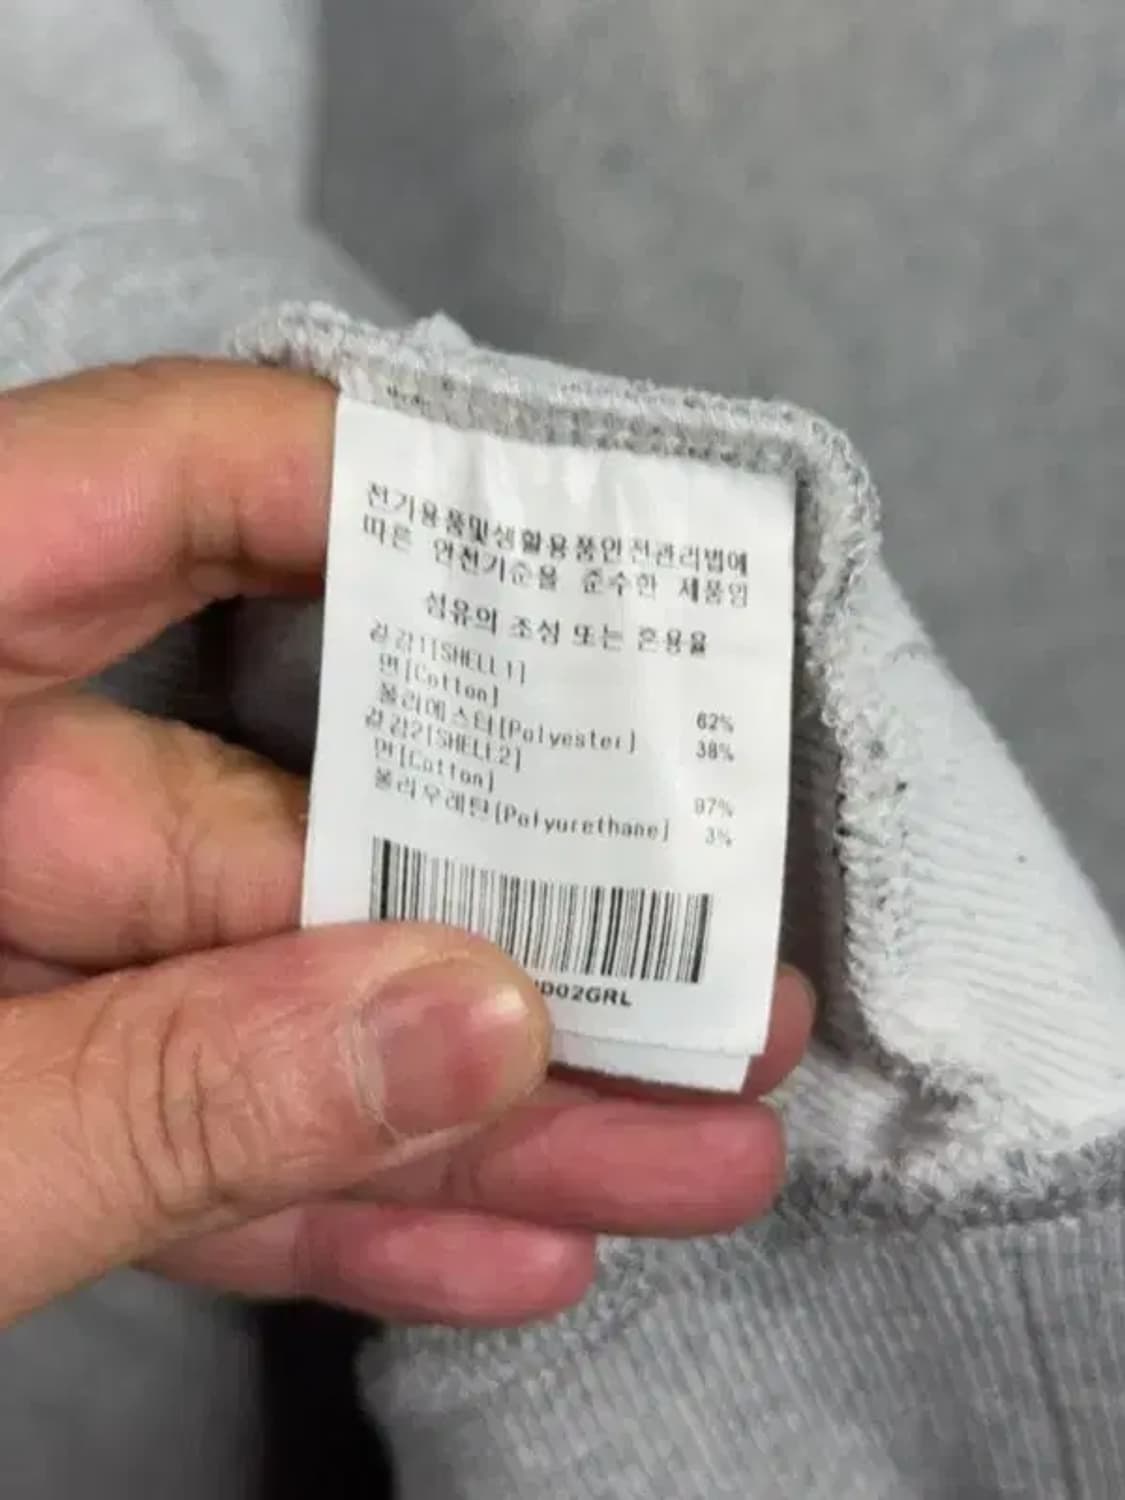 전기용품및생활용품안전관리법에
따른 안전기준을 준수한 제품임
섬유의 조성 또는 혼용율
겉감1[SHELL1]
면[Cotton] 62%
폴리에스터[Polyester] 38%
겉감2[SHELL2]
면[Cotton] 97%
폴리우레탄[Polyurethane] 3%
D02GRL